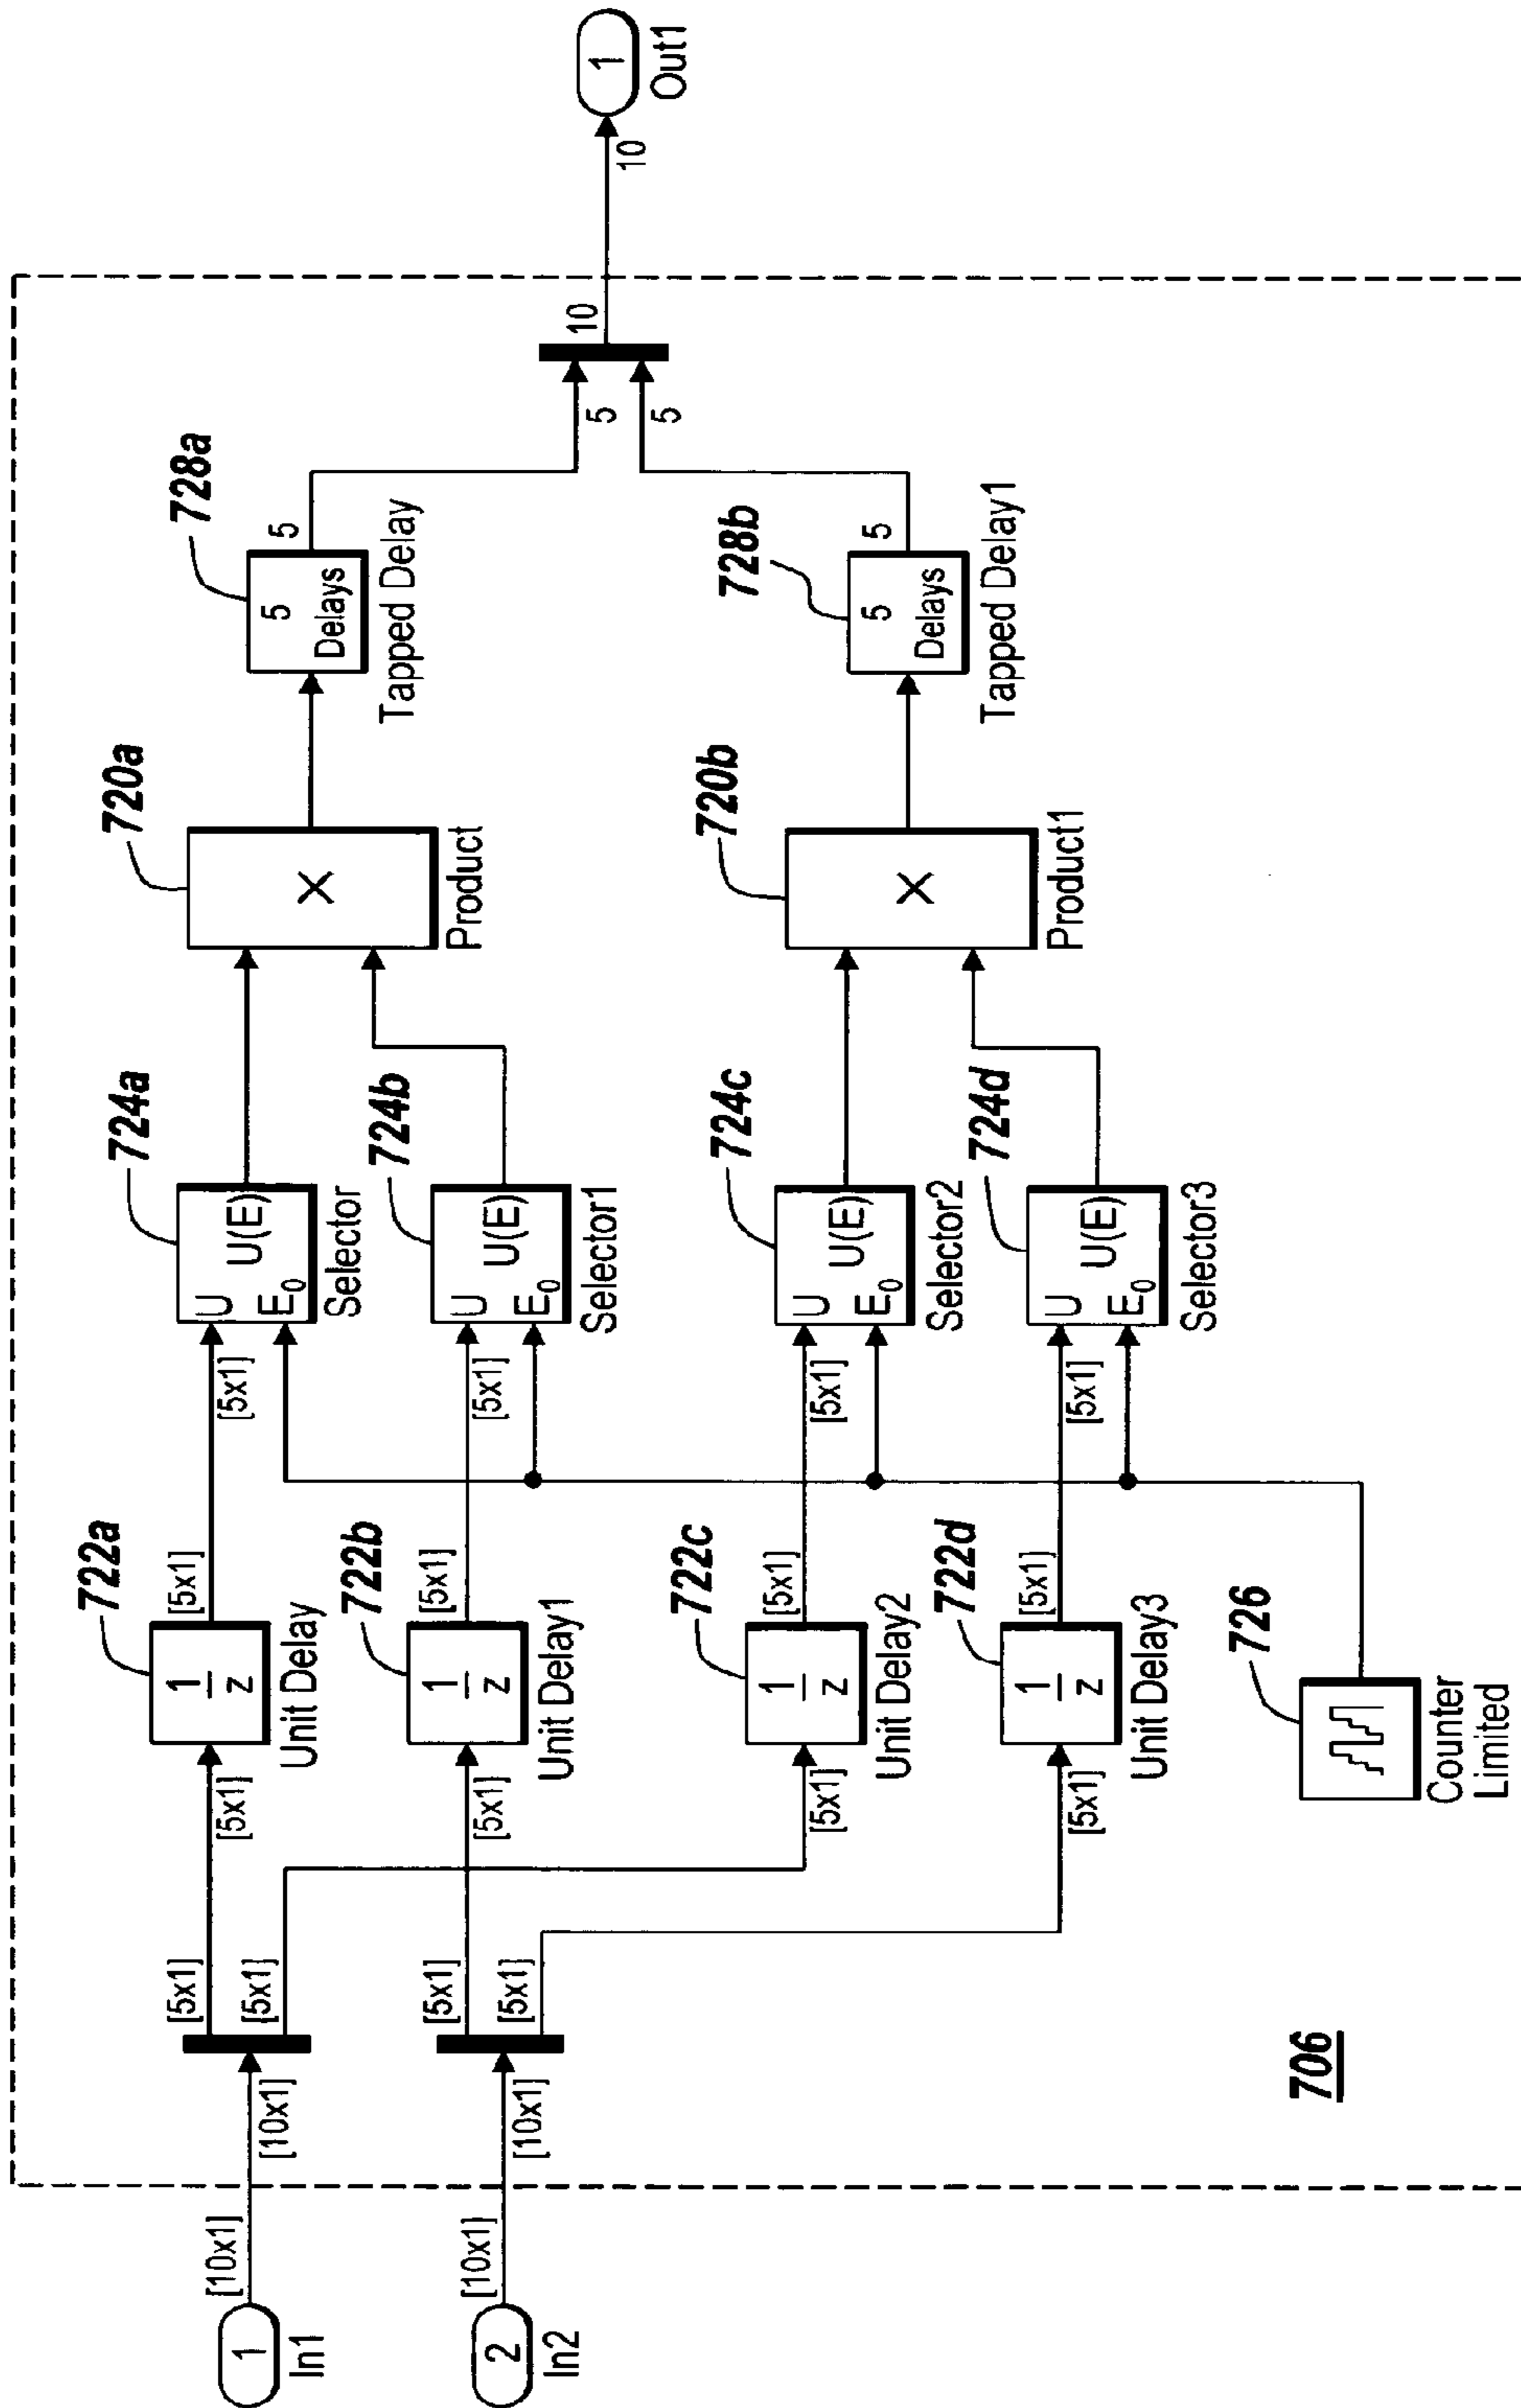 1
In1
[10x1]
[10x1]
2
In2
[10x1]
[10x1]
[5x1]
[5x1]
[5x1]
[5x1]
[5x1]
722a
1
z
Unit Delay
[5x1]
[5x1]
722b
1
z
Unit Delay1
[5x1]
[5x1]
722c
1
z
Unit Delay2
[5x1]
[5x1]
722d
1
z
Unit Delay3
[5x1]
726
Counter
Limited
[5x1]
724a
U
U(E)
E0
Selector
[5x1]
724b
U
U(E)
E0
Selector1
[5x1]
724c
U
U(E)
E0
Selector2
[5x1]
724d
U
U(E)
E0
Selector3
720a
X
Product
720b
X
Product1
728a
5
Delays
5
Tapped Delay
728b
5
Delays
5
Tapped Delay1
5
5
10
10
1
Out1
706